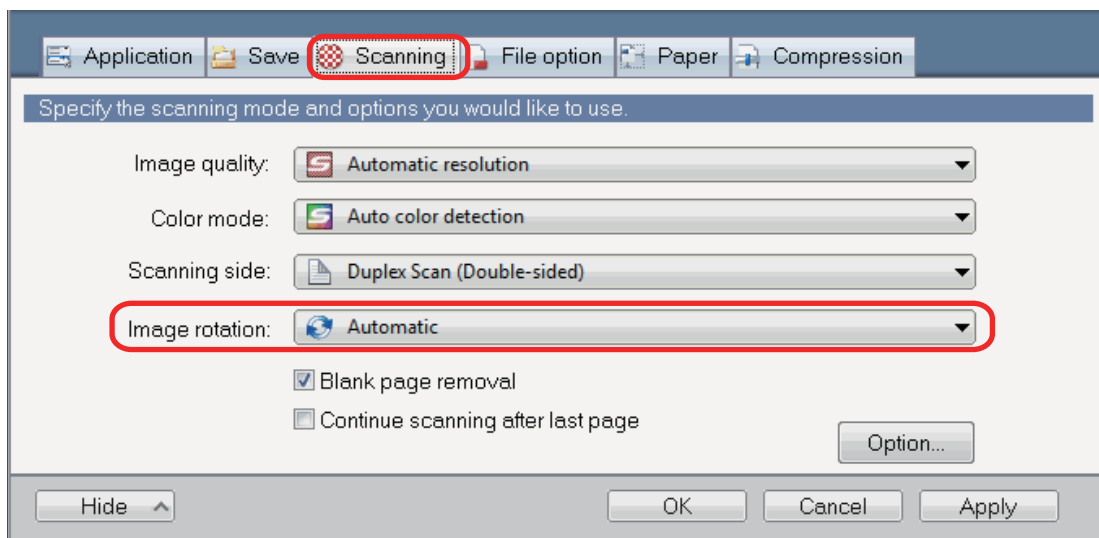 Application Save Scanning File option Paper Compression
Specify the scanning mode and options you would like to use.
Image quality: Automatic resolution
Color mode: Auto color detection
Scanning side: Duplex Scan (Double-sided)
Image rotation: Automatic
Blank page removal
Continue scanning after last page
Option...
Hide OK Cancel Apply